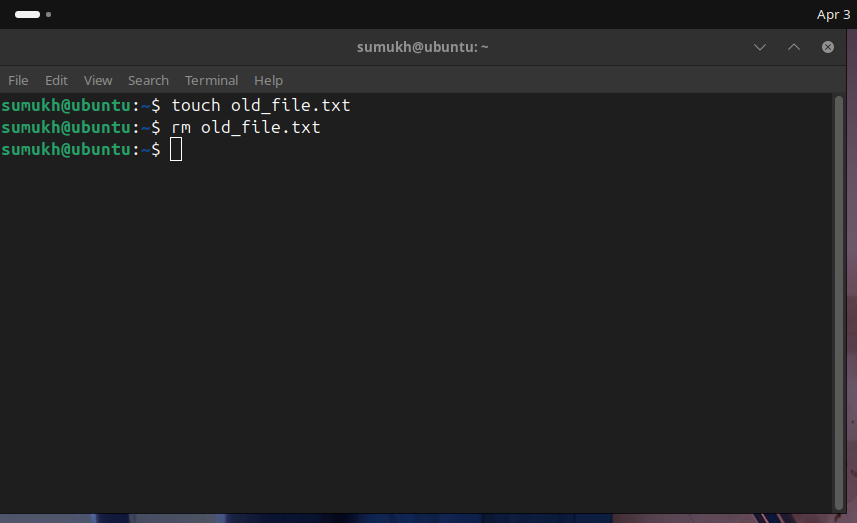 Apr 3
sumukh@ubuntu: ~
File Edit View Search Terminal Help
sumukh@ubuntu:~$ touch old_file.txt
sumukh@ubuntu:~$ rm old_file.txt
sumukh@ubuntu:~$